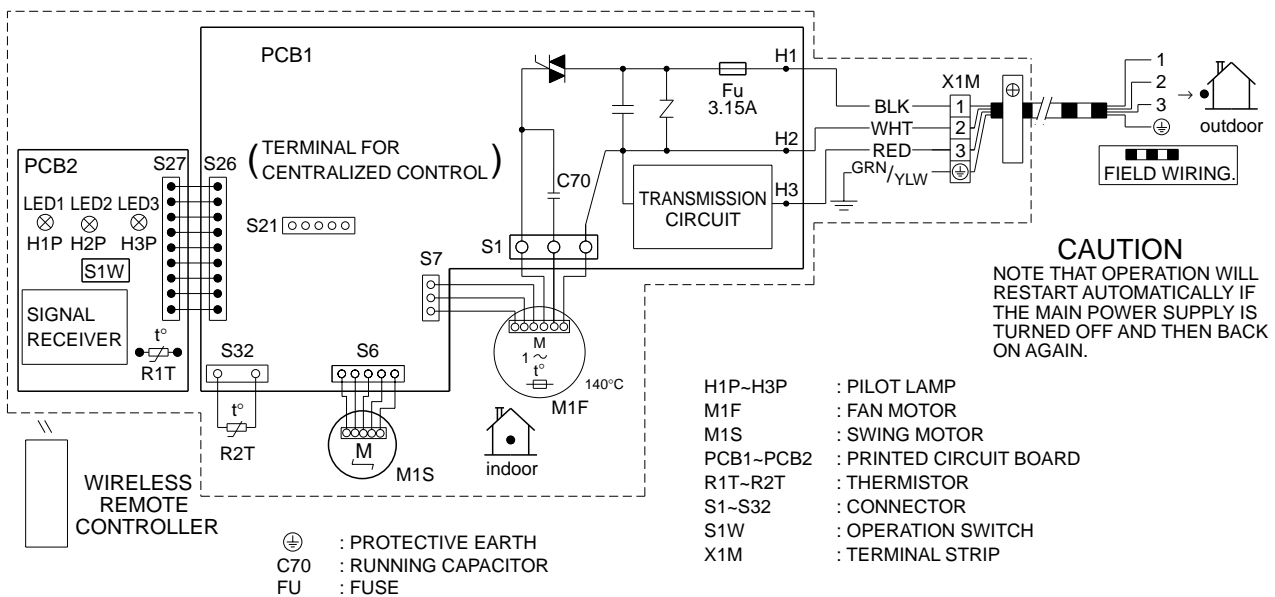 PCB1
H1
Fu
3.15A
X1M
BLK
1
WHT
2
RED
3
GRN/YLW
1
2
3
outdoor
FIELD WIRING.
H2
H3
TRANSMISSION
CIRCUIT
(TERMINAL FOR
CENTRALIZED CONTROL)
C70
S21
S1
S7
PCB2
S27
S26
LED1 LED2 LED3
H1P H2P H3P
S1W
SIGNAL
RECEIVER
t°
R1T
S32
t°
R2T
S6
M
M1S
M
1 ~
t°
140°C
M1F
indoor
CAUTION
NOTE THAT OPERATION WILL
RESTART AUTOMATICALLY IF
THE MAIN POWER SUPPLY IS
TURNED OFF AND THEN BACK
ON AGAIN.
WIRELESS
REMOTE
CONTROLLER
: PROTECTIVE EARTH
C70 : RUNNING CAPACITOR
FU : FUSE
H1P~H3P : PILOT LAMP
M1F : FAN MOTOR
M1S : SWING MOTOR
PCB1~PCB2 : PRINTED CIRCUIT BOARD
R1T~R2T : THERMISTOR
S1~S32 : CONNECTOR
S1W : OPERATION SWITCH
X1M : TERMINAL STRIP